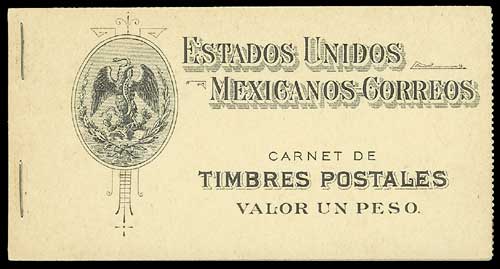 ESTADOS UNIDOS
MEXICANOS-CORREOS
CARNET DE
TIMBRES POSTALES
VALOR UN PESO.